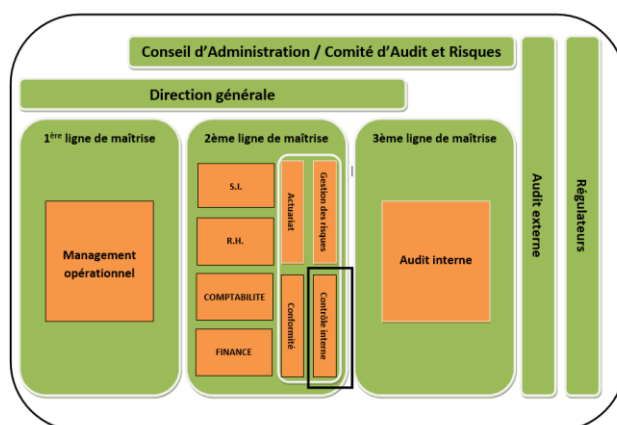 Conseil d'Administration / Comité d'Audit et Risques
Direction générale
1ère ligne de maîtrise
Management
opérationnel
2ème ligne de maîtrise
S.I.
R.H.
COMPTABILITE
FINANCE
Actuariat
Gestion des risques
Conformité
Contrôle interne
3ème ligne de maîtrise
Audit interne
Audit externe
Régulateurs